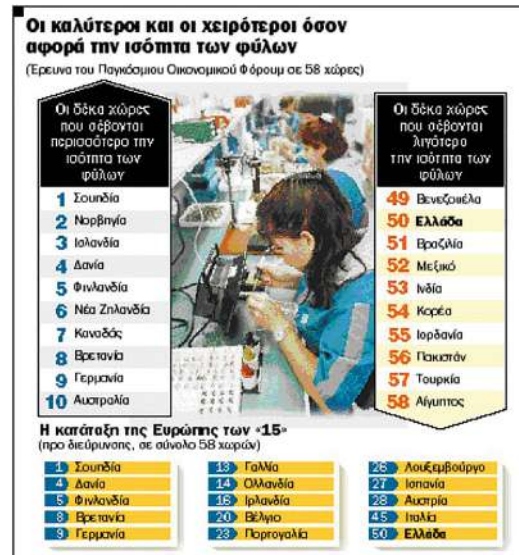 Οι καλύτεροι και οι χειρότεροι όσον
αφορά την ισότητα των φύλων
(Έρευνα του Παγκόσμιου Οικονομικού Φόρουμ σε 58 χώρες)
Οι δέκα χώρες
που σέβονται
περισσότερο την
ισότητα των
φύλων
1 Σουηδία
2 Νορβηγία
3 Ισλανδία
4 Δανία
5 Φινλανδία
6 Νέα Ζηλανδία
7 Καναδάς
8 Βρετανία
9 Γερμανία
10 Αυστραλία
Οι δέκα χώρες
που σέβονται
λιγότερο
την ισότητα των
φύλων
49 Βενεζουέλα
50 Ελλάδα
51 Βραζιλία
52 Μεξικό
53 Ινδία
54 Κορέα
55 Ιορδανία
56 Πακιστάν
57 Τουρκία
58 Αίγυπτος
Η κατάταξη της Ευρώπης των «15»
(προ διεύρυνσης, σε σύνολο 58 χωρών)
1 Σουηδία
4 Δανία
5 Φινλανδία
8 Βρετανία
9 Γερμανία
13 Γαλλία
14 Ολλανδία
16 Ιρλανδία
20 Βέλγιο
23 Πορτογαλία
26 Λουξεμβούργο
27 Ισπανία
28 Αυστρία
45 Ιταλία
50 Ελλάδα